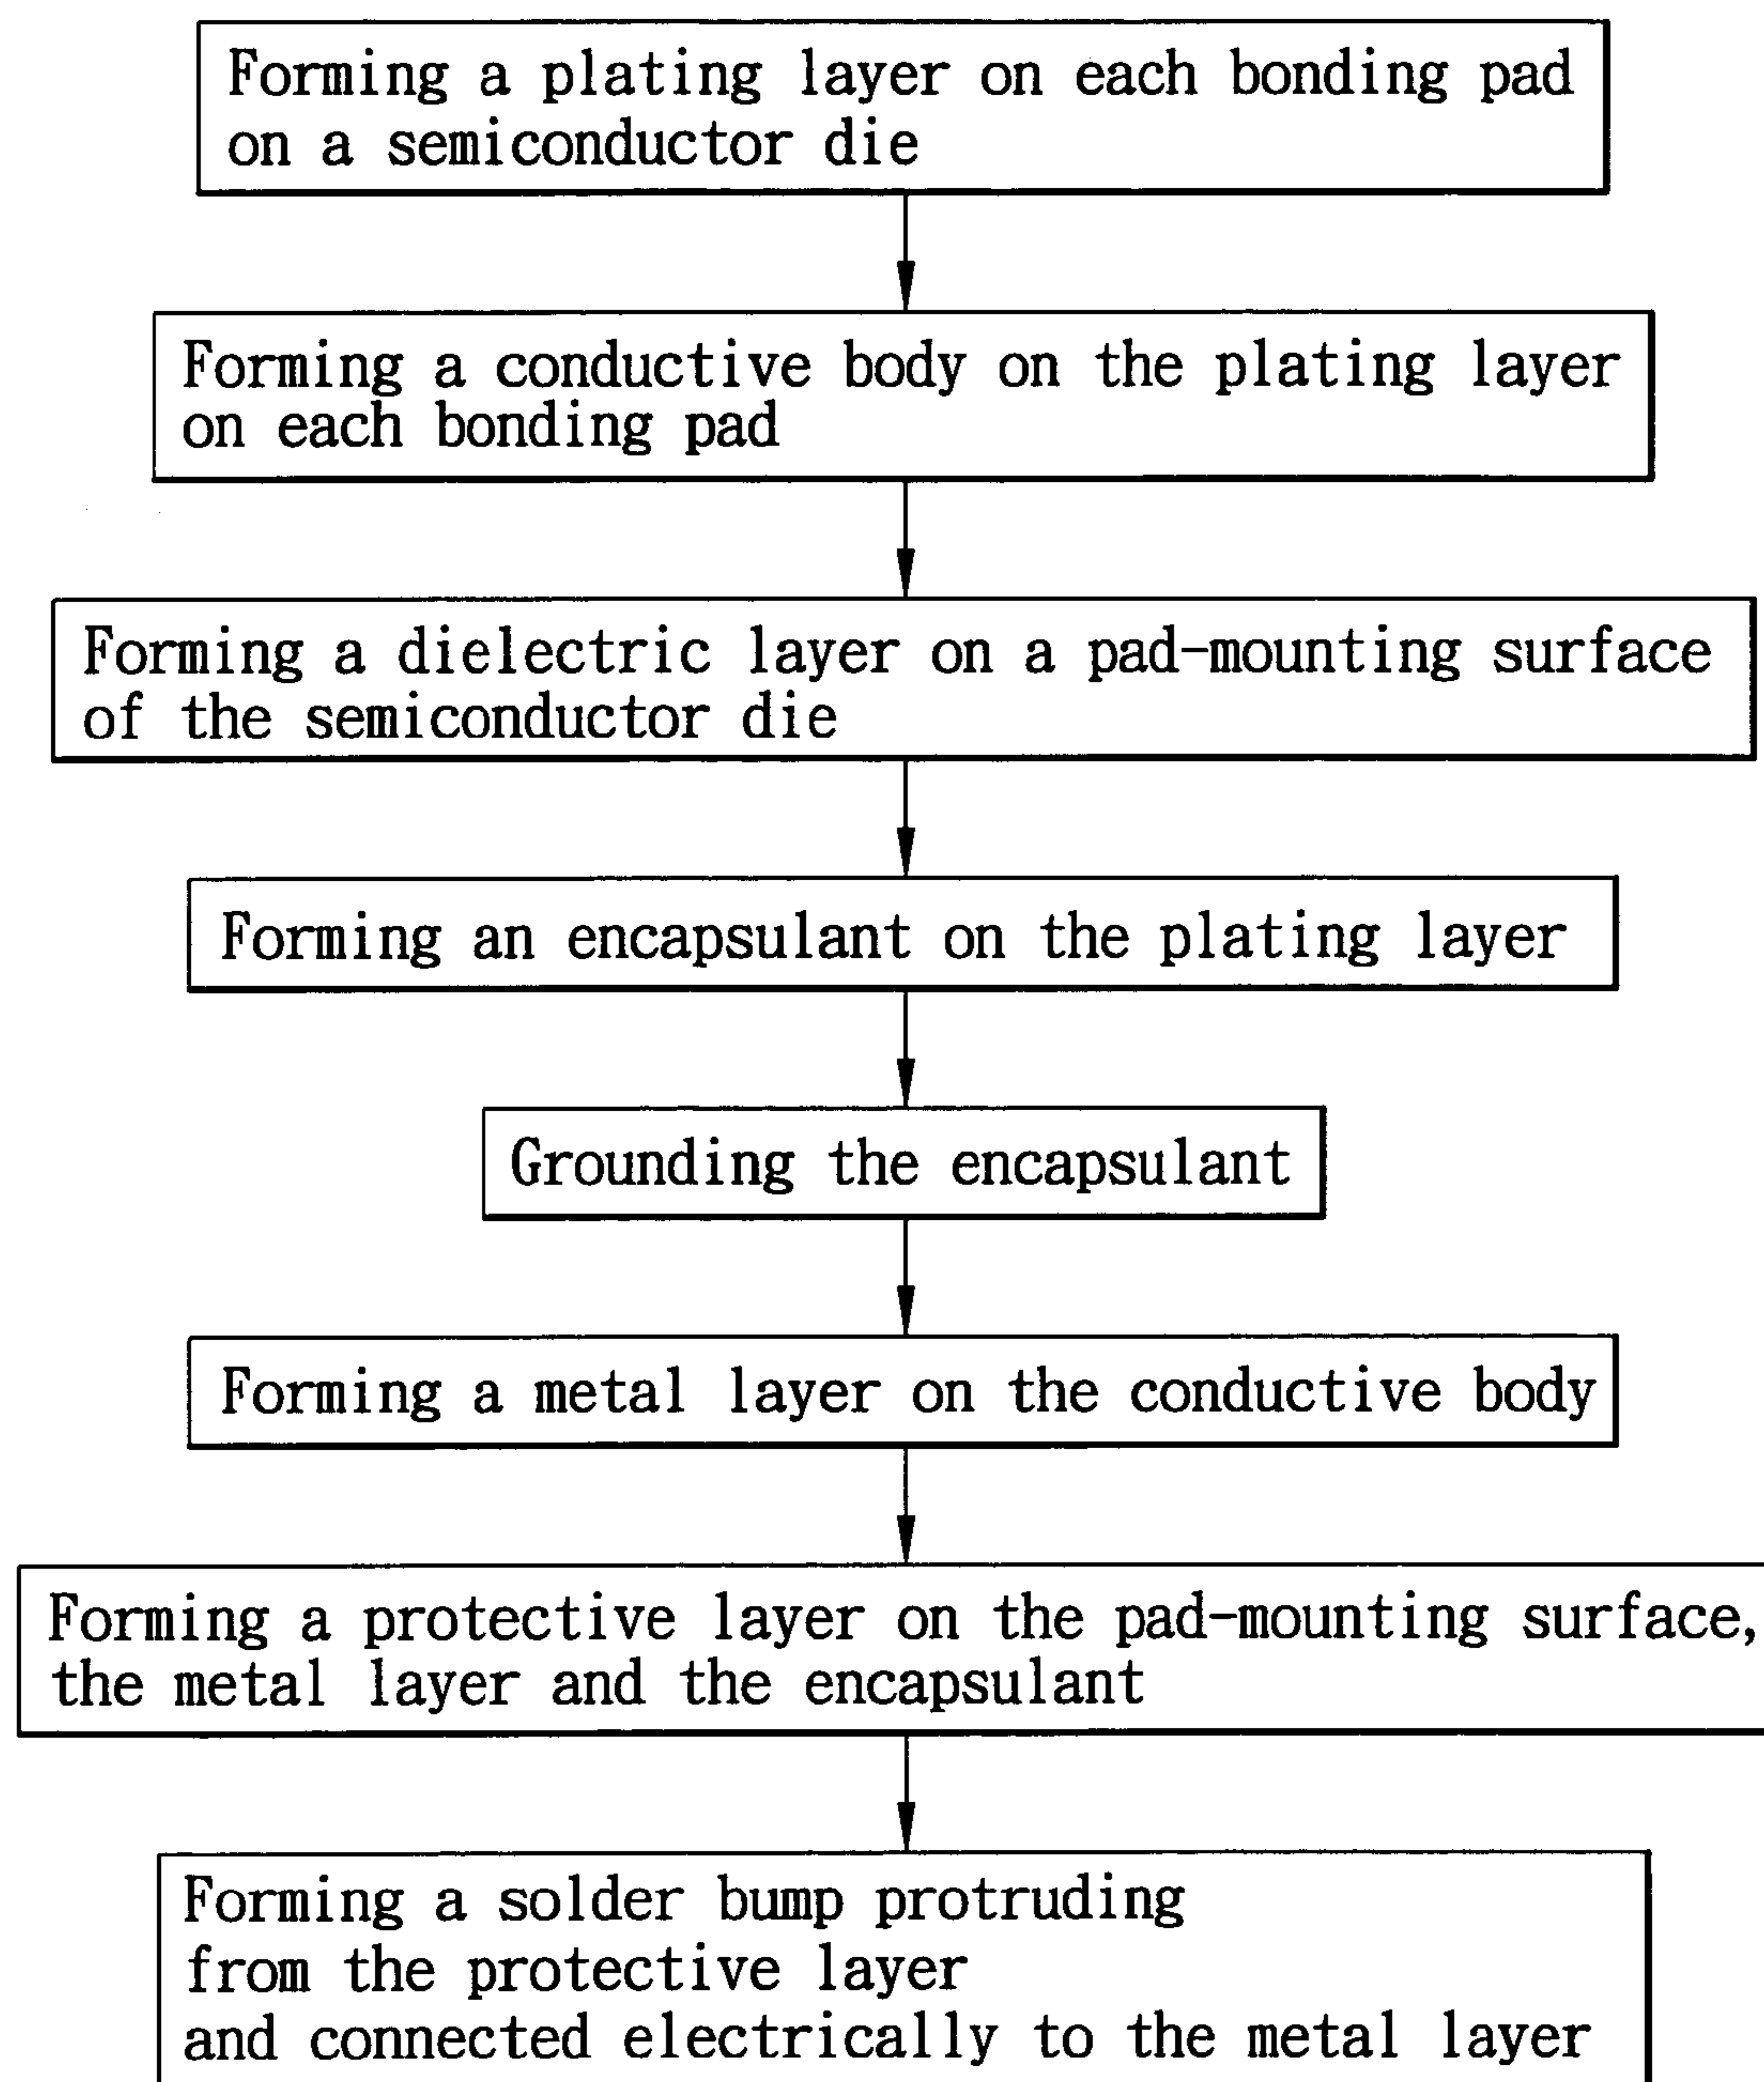 Forming a plating layer on each bonding pad
on a semiconductor die
Forming a conductive body on the plating layer
on each bonding pad
Forming a dielectric layer on a pad-mounting surface
of the semiconductor die
Forming an encapsulant on the plating layer
Grounding the encapsulant
Forming a metal layer on the conductive body
Forming a protective layer on the pad-mounting surface,
the metal layer and the encapsulant
Forming a solder bump protruding
from the protective layer
and connected electrically to the metal layer